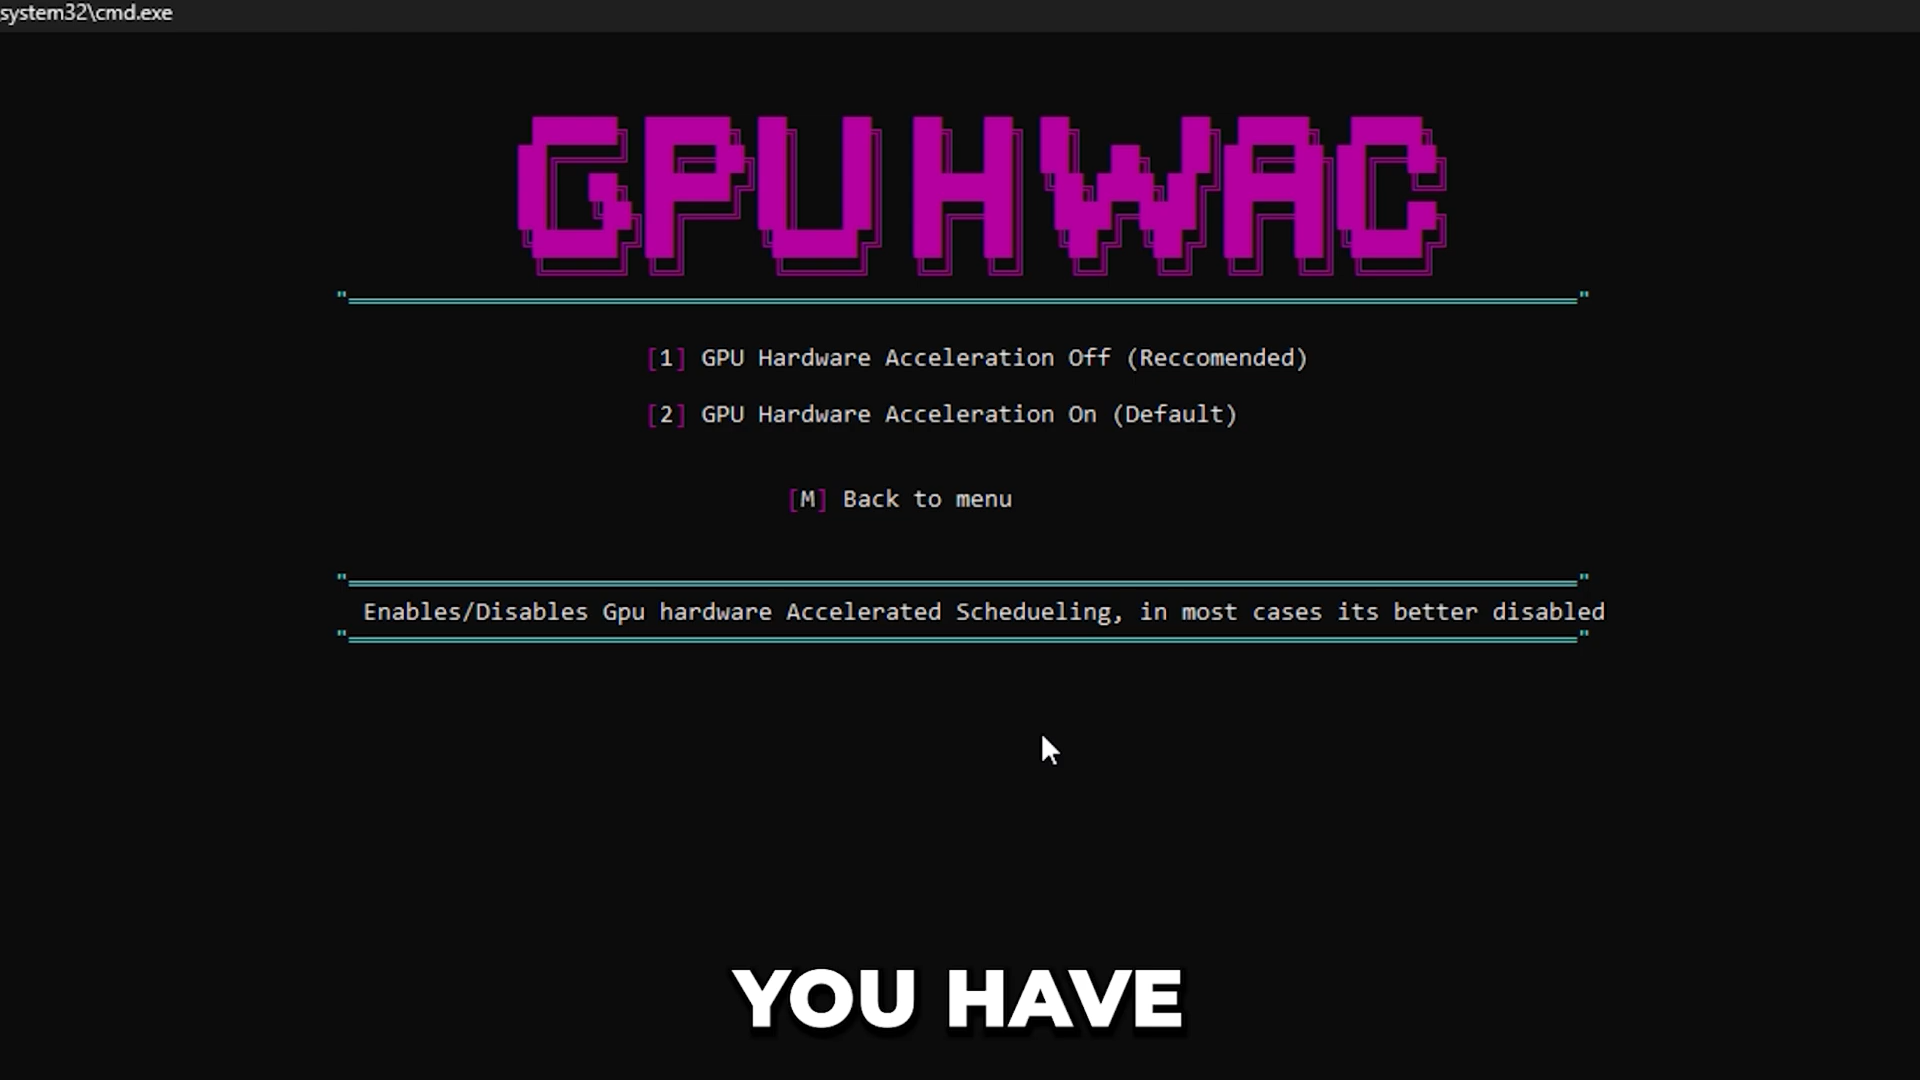 system32\cmd.exe
GPU HWAC
"═══════════════════════════════════════════════════════════════════════════════════════"
[1] GPU Hardware Acceleration Off (Reccomended)
[2] GPU Hardware Acceleration On (Default)
[M] Back to menu
"═══════════════════════════════════════════════════════════════════════════════════════"
Enables/Disables Gpu hardware Accelerated Schedueling, in most cases its better disabled
"═══════════════════════════════════════════════════════════════════════════════════════"
YOU HAVE